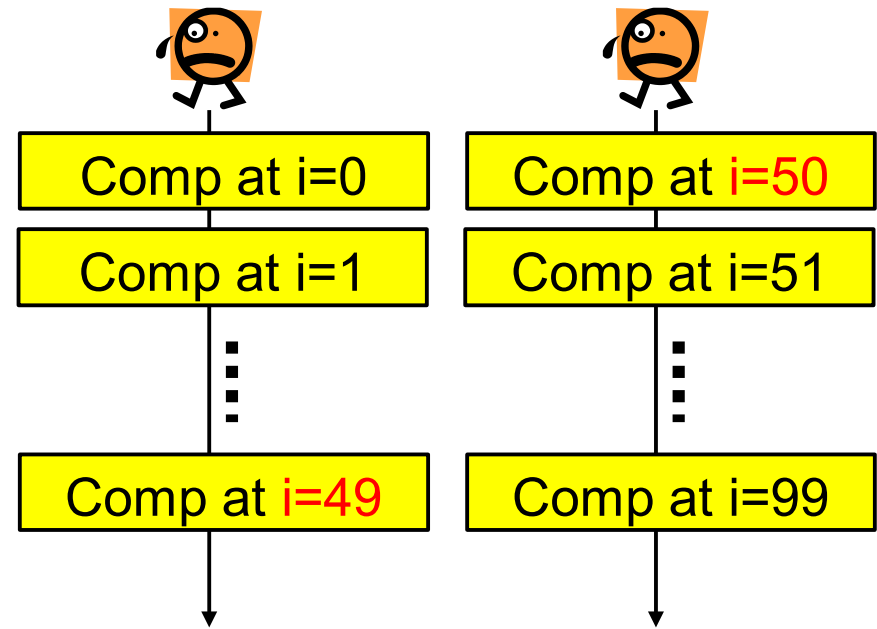 Comp at i=0
Comp at i=1
Comp at i=49
Comp at i=50
Comp at i=51
Comp at i=99